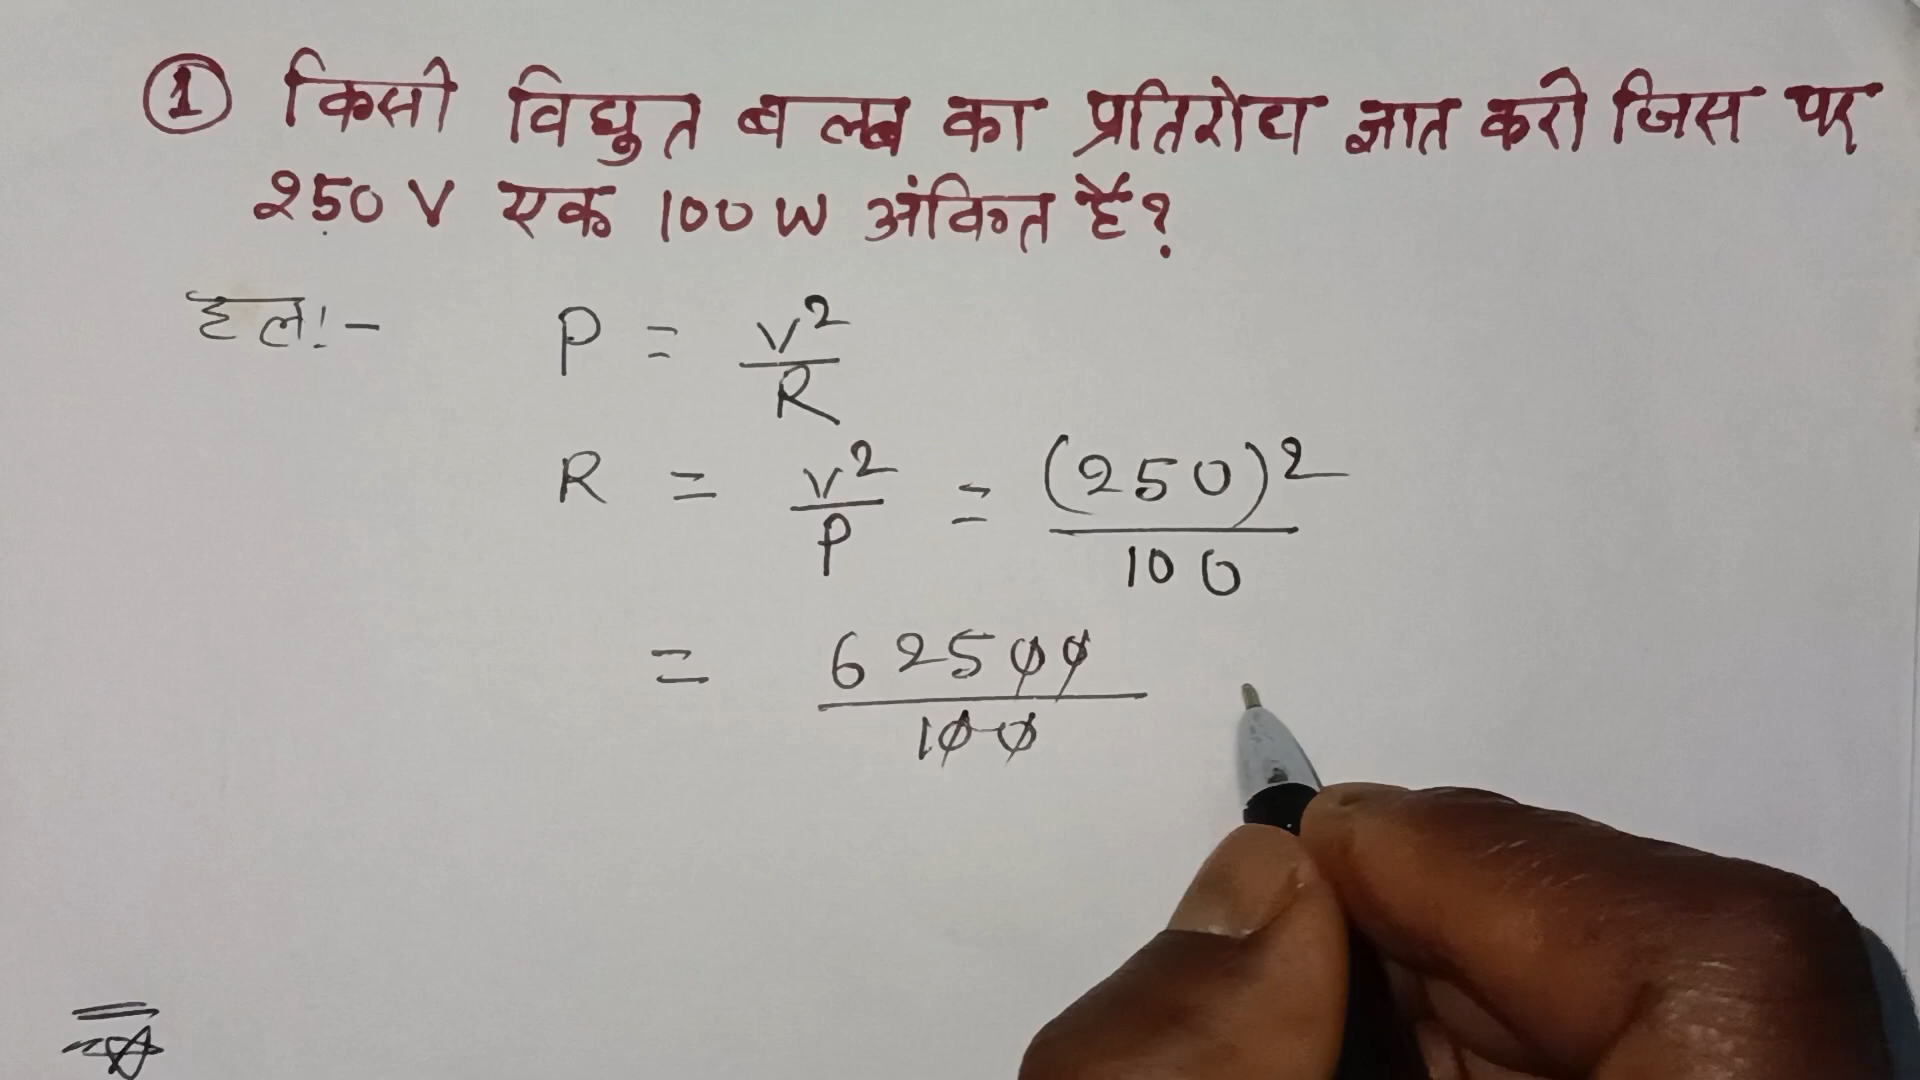 ① किसी विद्युत बल्ब का प्रतिरोध ज्ञात करो जिस पर
250 V एक 100 W अंकित है?
हल:- P = V²/R
R = V²/P = (250)²/100
= 62500/100